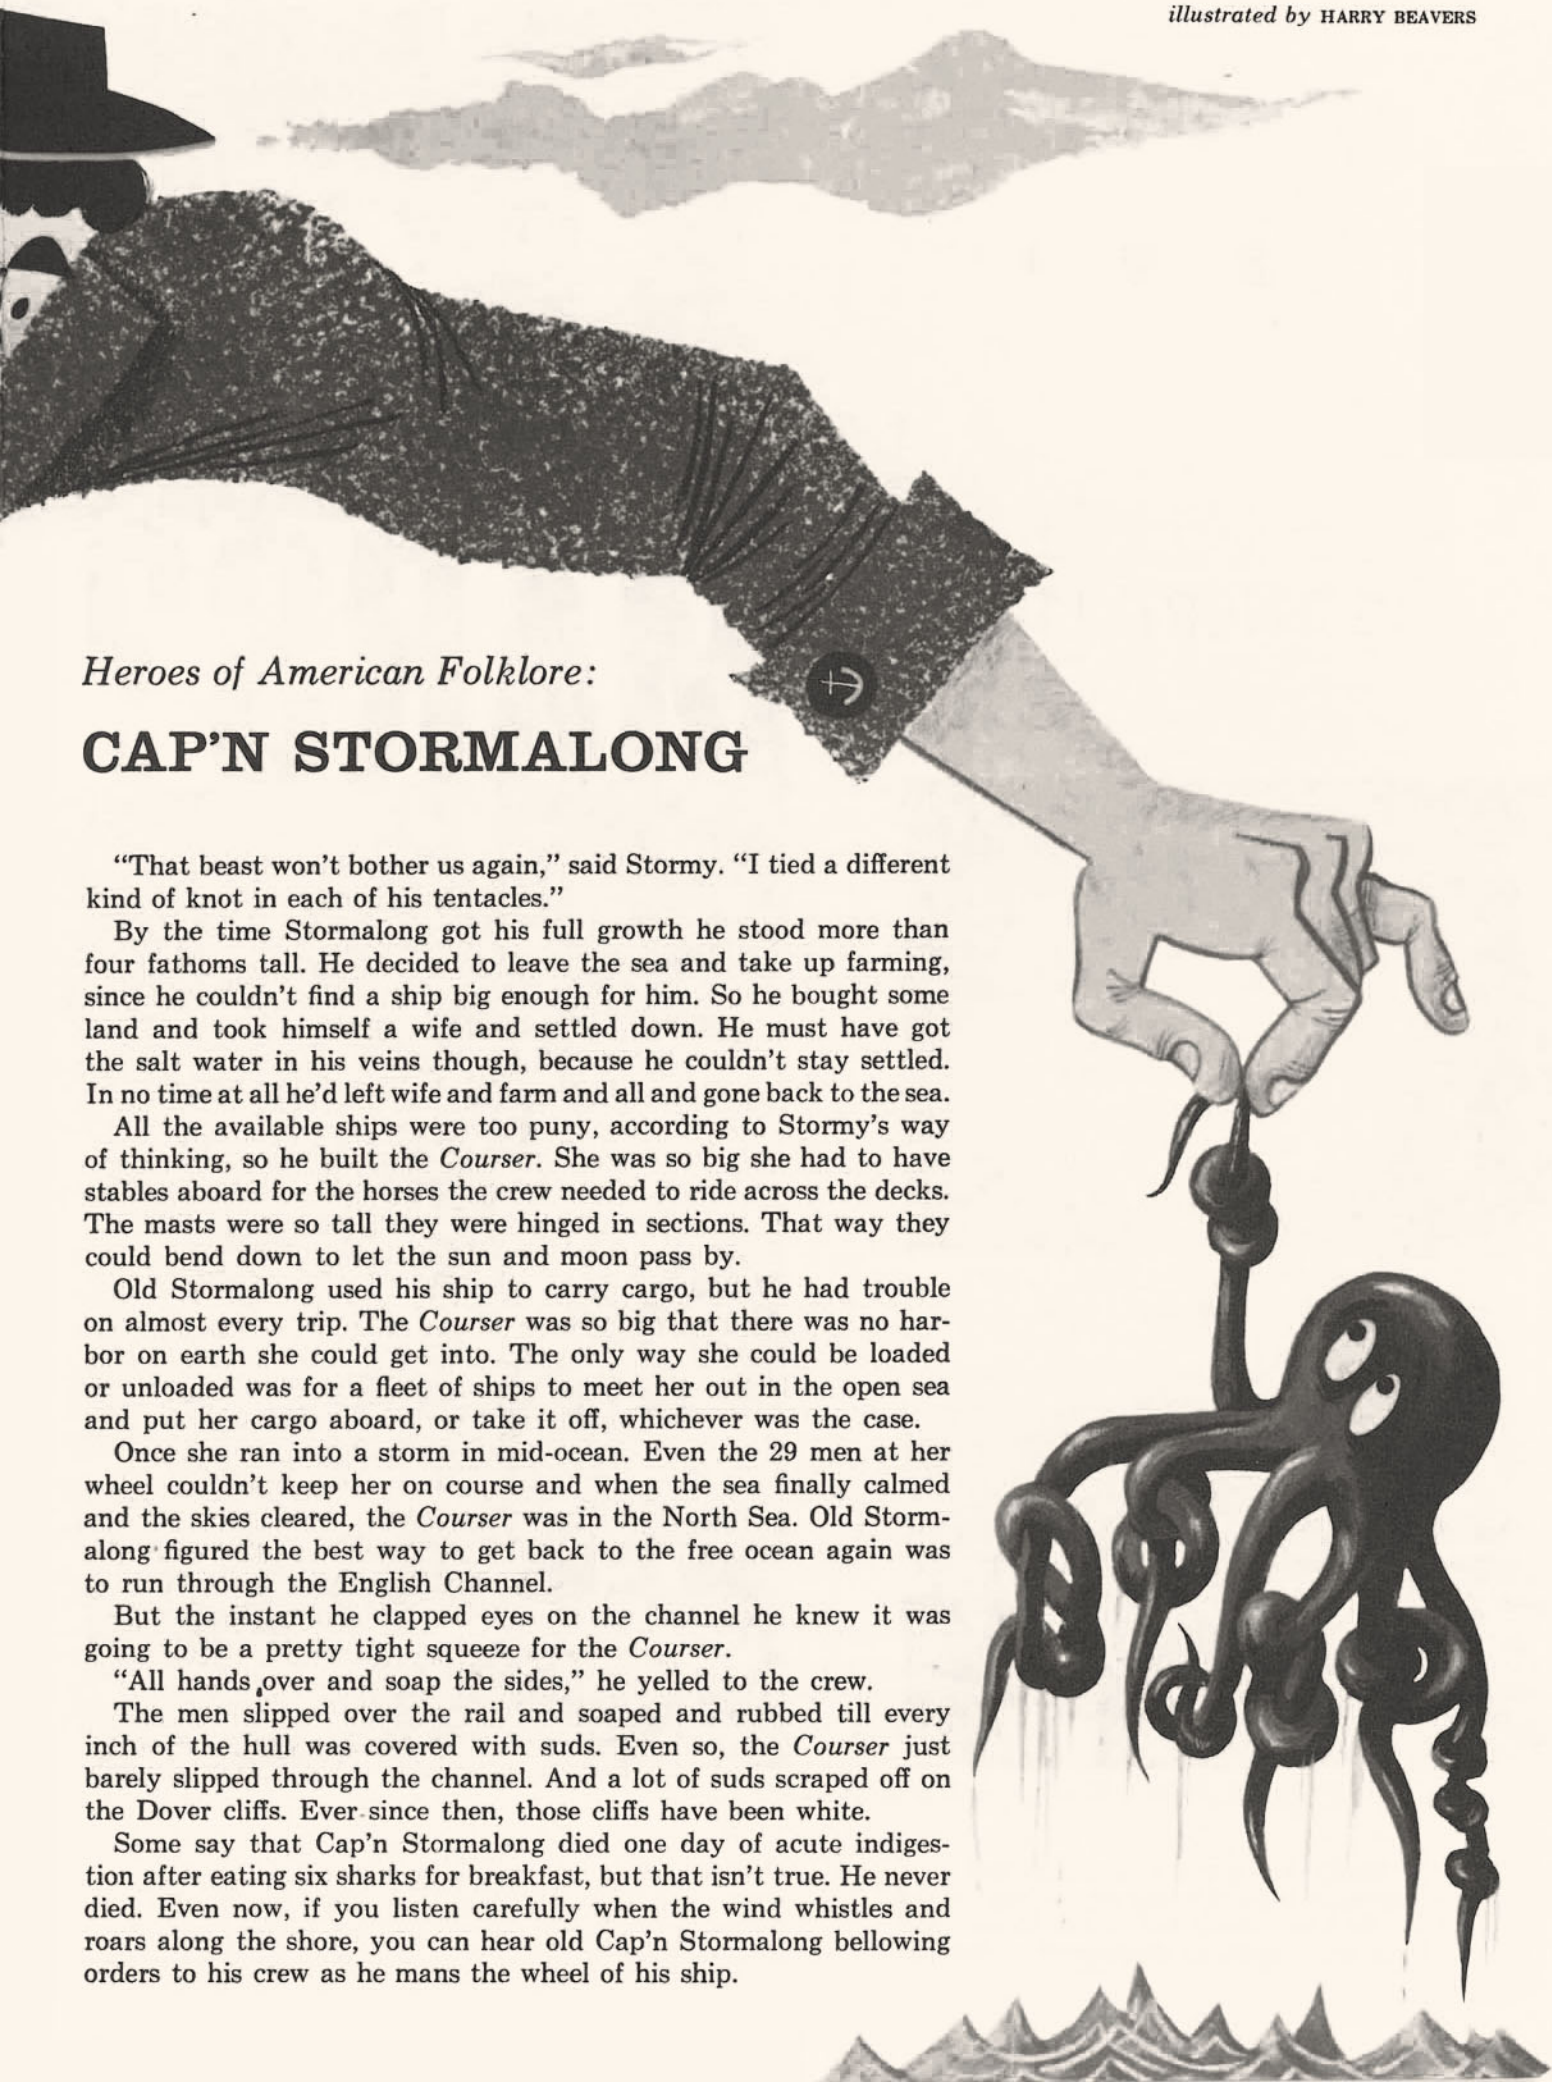 illustrated by HARRY BEAVERS
Heroes of American Folklore:
CAP'N STORMALONG
“That beast won't bother us again,” said Stormy. “I tied a different
kind of knot in each of his tentacles.”
By the time Stormalong got his full growth he stood more than
four fathoms tall. He decided to leave the sea and take up farming,
since he couldn't find a ship big enough for him. So he bought some
land and took himself a wife and settled down. He must have got
the salt water in his veins though, because he couldn't stay settled.
In no time at all he'd left wife and farm and all and gone back to the sea.
All the available ships were too puny, according to Stormy's way
of thinking, so he built the Courser. She was so big she had to have
stables aboard for the horses the crew needed to ride across the decks.
The masts were so tall they were hinged in sections. That way they
could bend down to let the sun and moon pass by.
Old Stormalong used his ship to carry cargo, but he had trouble
on almost every trip. The Courser was so big that there was no har-
bor on earth she could get into. The only way she could be loaded
or unloaded was for a fleet of ships to meet her out in the open sea
and put her cargo aboard, or take it off, whichever was the case.
Once she ran into a storm in mid-ocean. Even the 29 men at her
wheel couldn't keep her on course and when the sea finally calmed
and the skies cleared, the Courser was in the North Sea. Old Storm-
along figured the best way to get back to the free ocean again was
to run through the English Channel.
But the instant he clapped eyes on the channel he knew it was
going to be a pretty tight squeeze for the Courser.
“All hands over and soap the sides,” he yelled to the crew.
The men slipped over the rail and soaped and rubbed till every
inch of the hull was covered with suds. Even so, the Courser just
barely slipped through the channel. And a lot of suds scraped off on
the Dover cliffs. Ever since then, those cliffs have been white.
Some say that Cap'n Stormalong died one day of acute indiges-
tion after eating six sharks for breakfast, but that isn't true. He never
died. Even now, if you listen carefully when the wind whistles and
roars along the shore, you can hear old Cap'n Stormalong bellowing
orders to his crew as he mans the wheel of his ship.